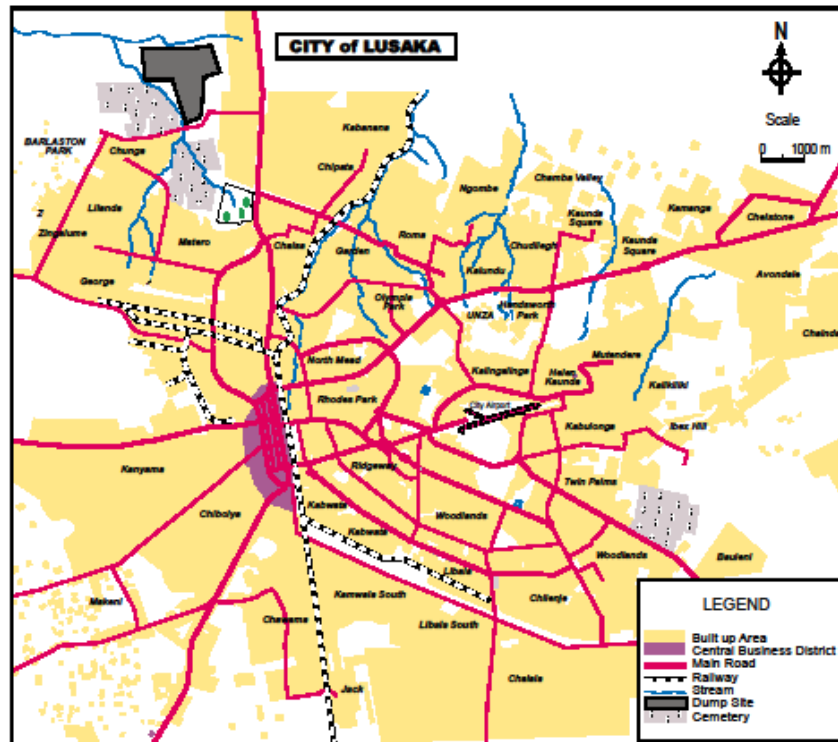 CITY of LUSAKA
N
Scale
0 1000 m
Kabanana
BARLASTON
PARK
Chunga
Chipata
Ngombe
Chamba Valley
Kamanga
Lilanda
Kaunda
Square
Chelstone
Z
Zingalume
Matero
Chaisa
Garden
Roma
Chudliegh
Kaunda
Square
Kalundu
Avondale
George
Olympic
Park
UNZA
Handsworth
Park
Chainda
North Mead
Kalingalinga
Helen
Kaunda
Mutendere
Kalikiliki
Rhodes Park
City Airport
Kabulonga
Ibex Hill
Kanyama
Ridgeway
Twin Palms
Chibolya
Kabwata
Woodlands
Kabwata
Woodlands
Bauleni
Libala
Makeni
Kamwala South
Chilenje
Chawama
Libala South
Jack
Chalala
LEGEND
Built up Area
Central Business District
Main Road
Railway
Stream
Dump Site
Cemetery